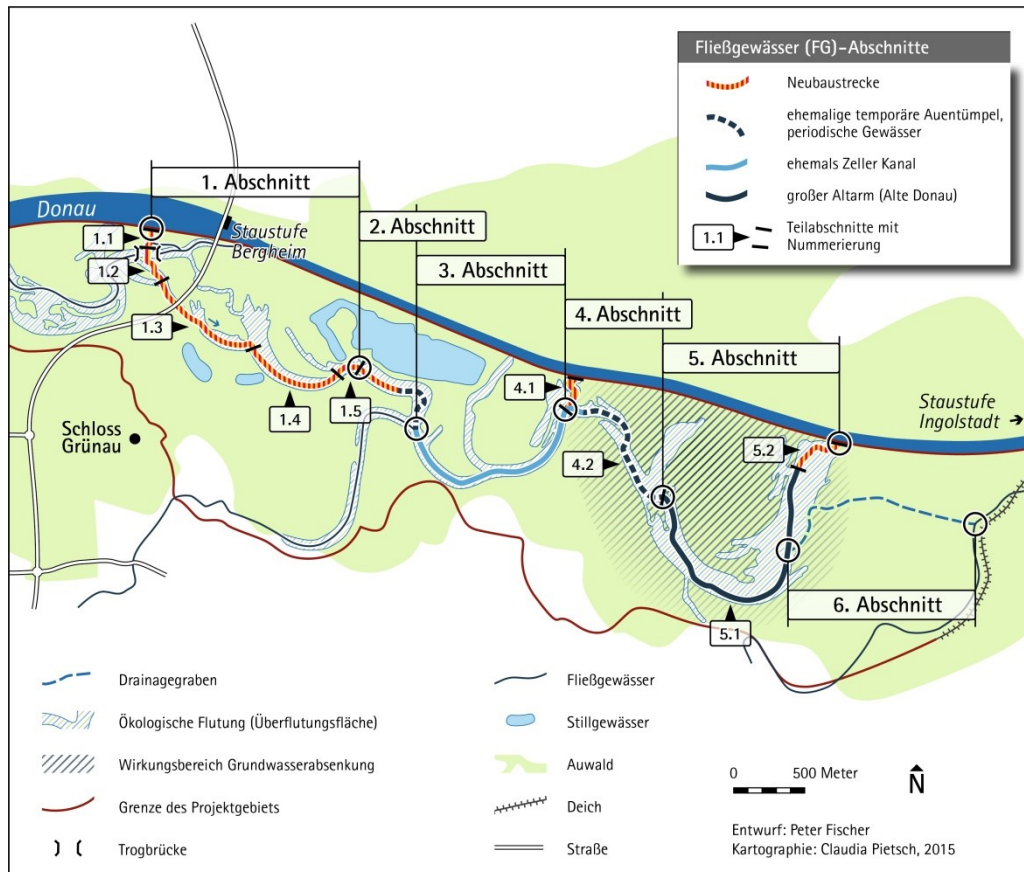 Fließgewässer (FG)-Abschnitte
Neubaustrecke
ehemalige temporäre Auentümpel,
periodische Gewässer
ehemals Zeller Kanal
großer Altarm (Alte Donau)
1.1
Teilabschnitte mit
Nummerierung
1. Abschnitt
Donau
2. Abschnitt
1.1
Staustufe
Bergheim
1.2
3. Abschnitt
4. Abschnitt
1.3
5. Abschnitt
4.1
1.5
1.4
Staustufe
Ingolstadt
Schloss
Grünau
5.2
4.2
6. Abschnitt
5.1
Drainagegraben
Ökologische Flutung (Überflutungsfläche)
Wirkungsbereich Grundwasserabsenkung
Grenze des Projektgebiets
Trogbrücke
Fließgewässer
Stillgewässer
Auwald
Deich
Straße
0 500 Meter
N
Entwurf: Peter Fischer
Kartographie: Claudia Pietsch, 2015